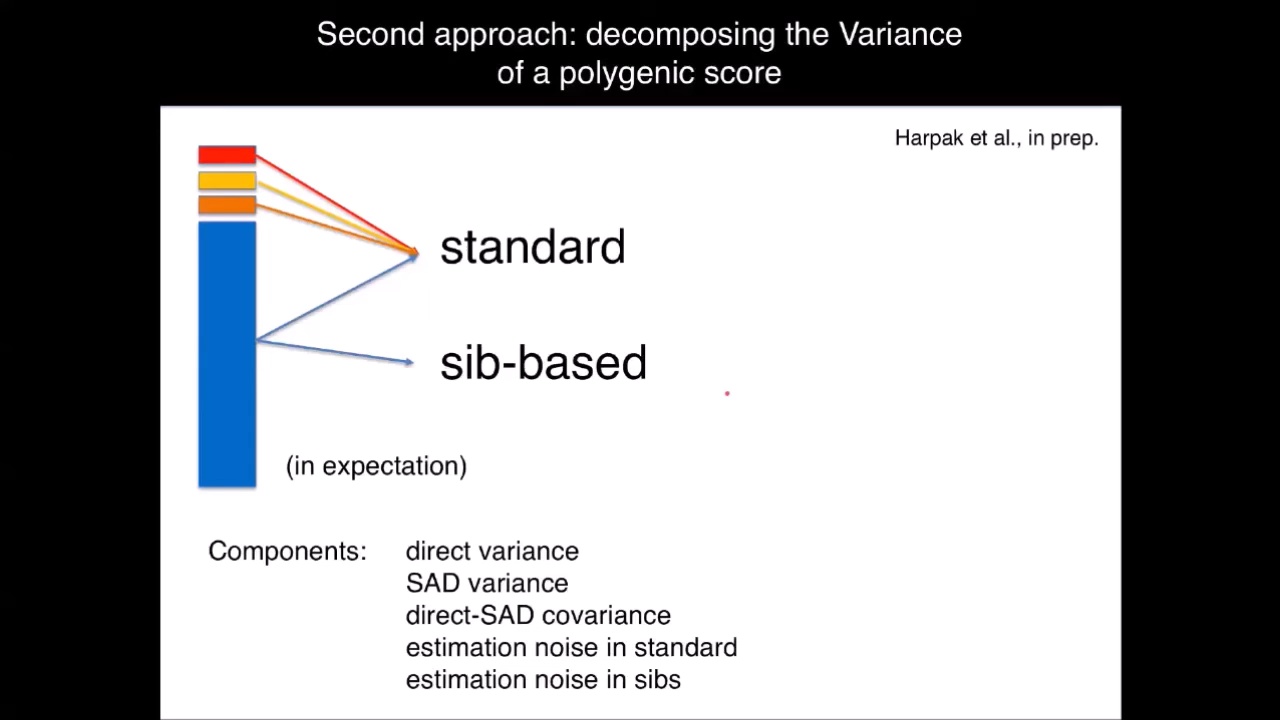 Second approach: decomposing the Variance
of a polygenic score
Harpak et al., in prep.
standard
sib-based
(in expectation)
Components: direct variance
SAD variance
direct-SAD covariance
estimation noise in standard
estimation noise in sibs